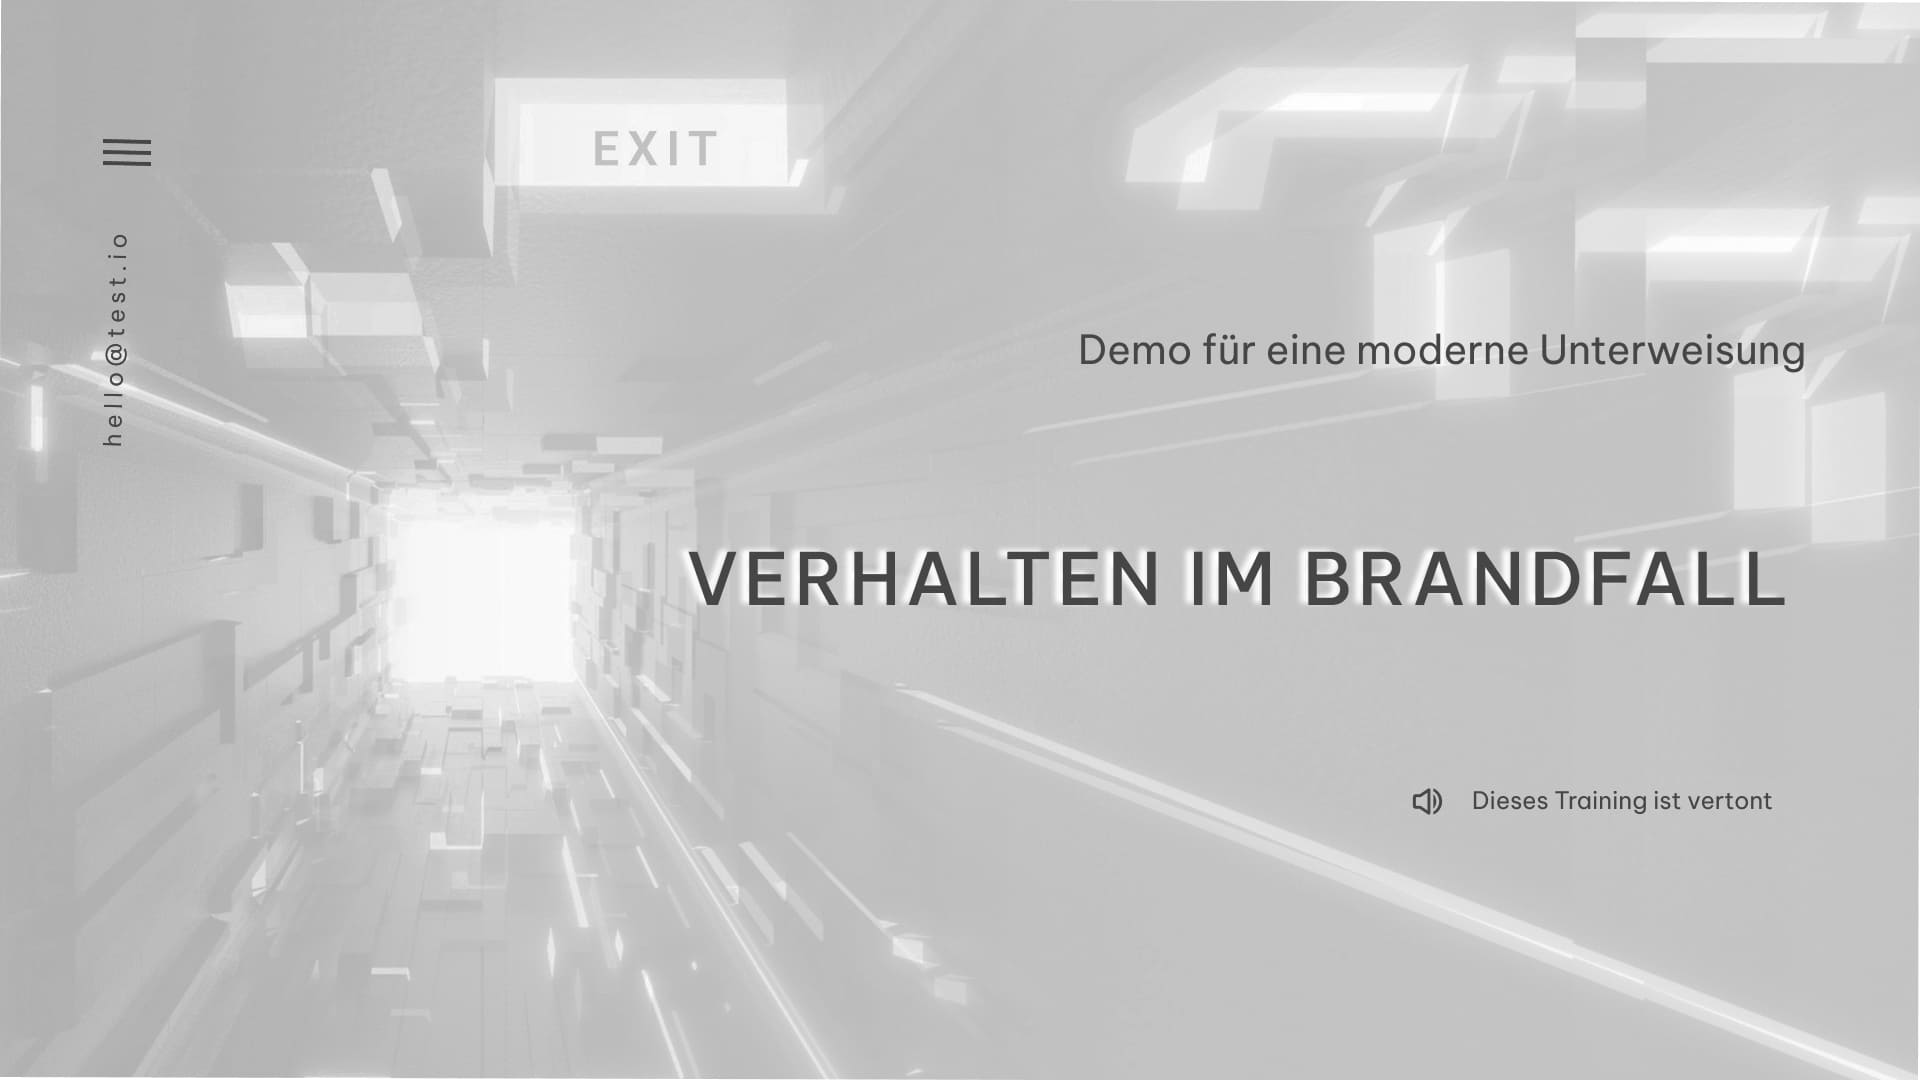 EXIT
hello@test.io
Demo für eine moderne Unterweisung
VERHALTEN IM BRANDFALL
Dieses Training ist vertont